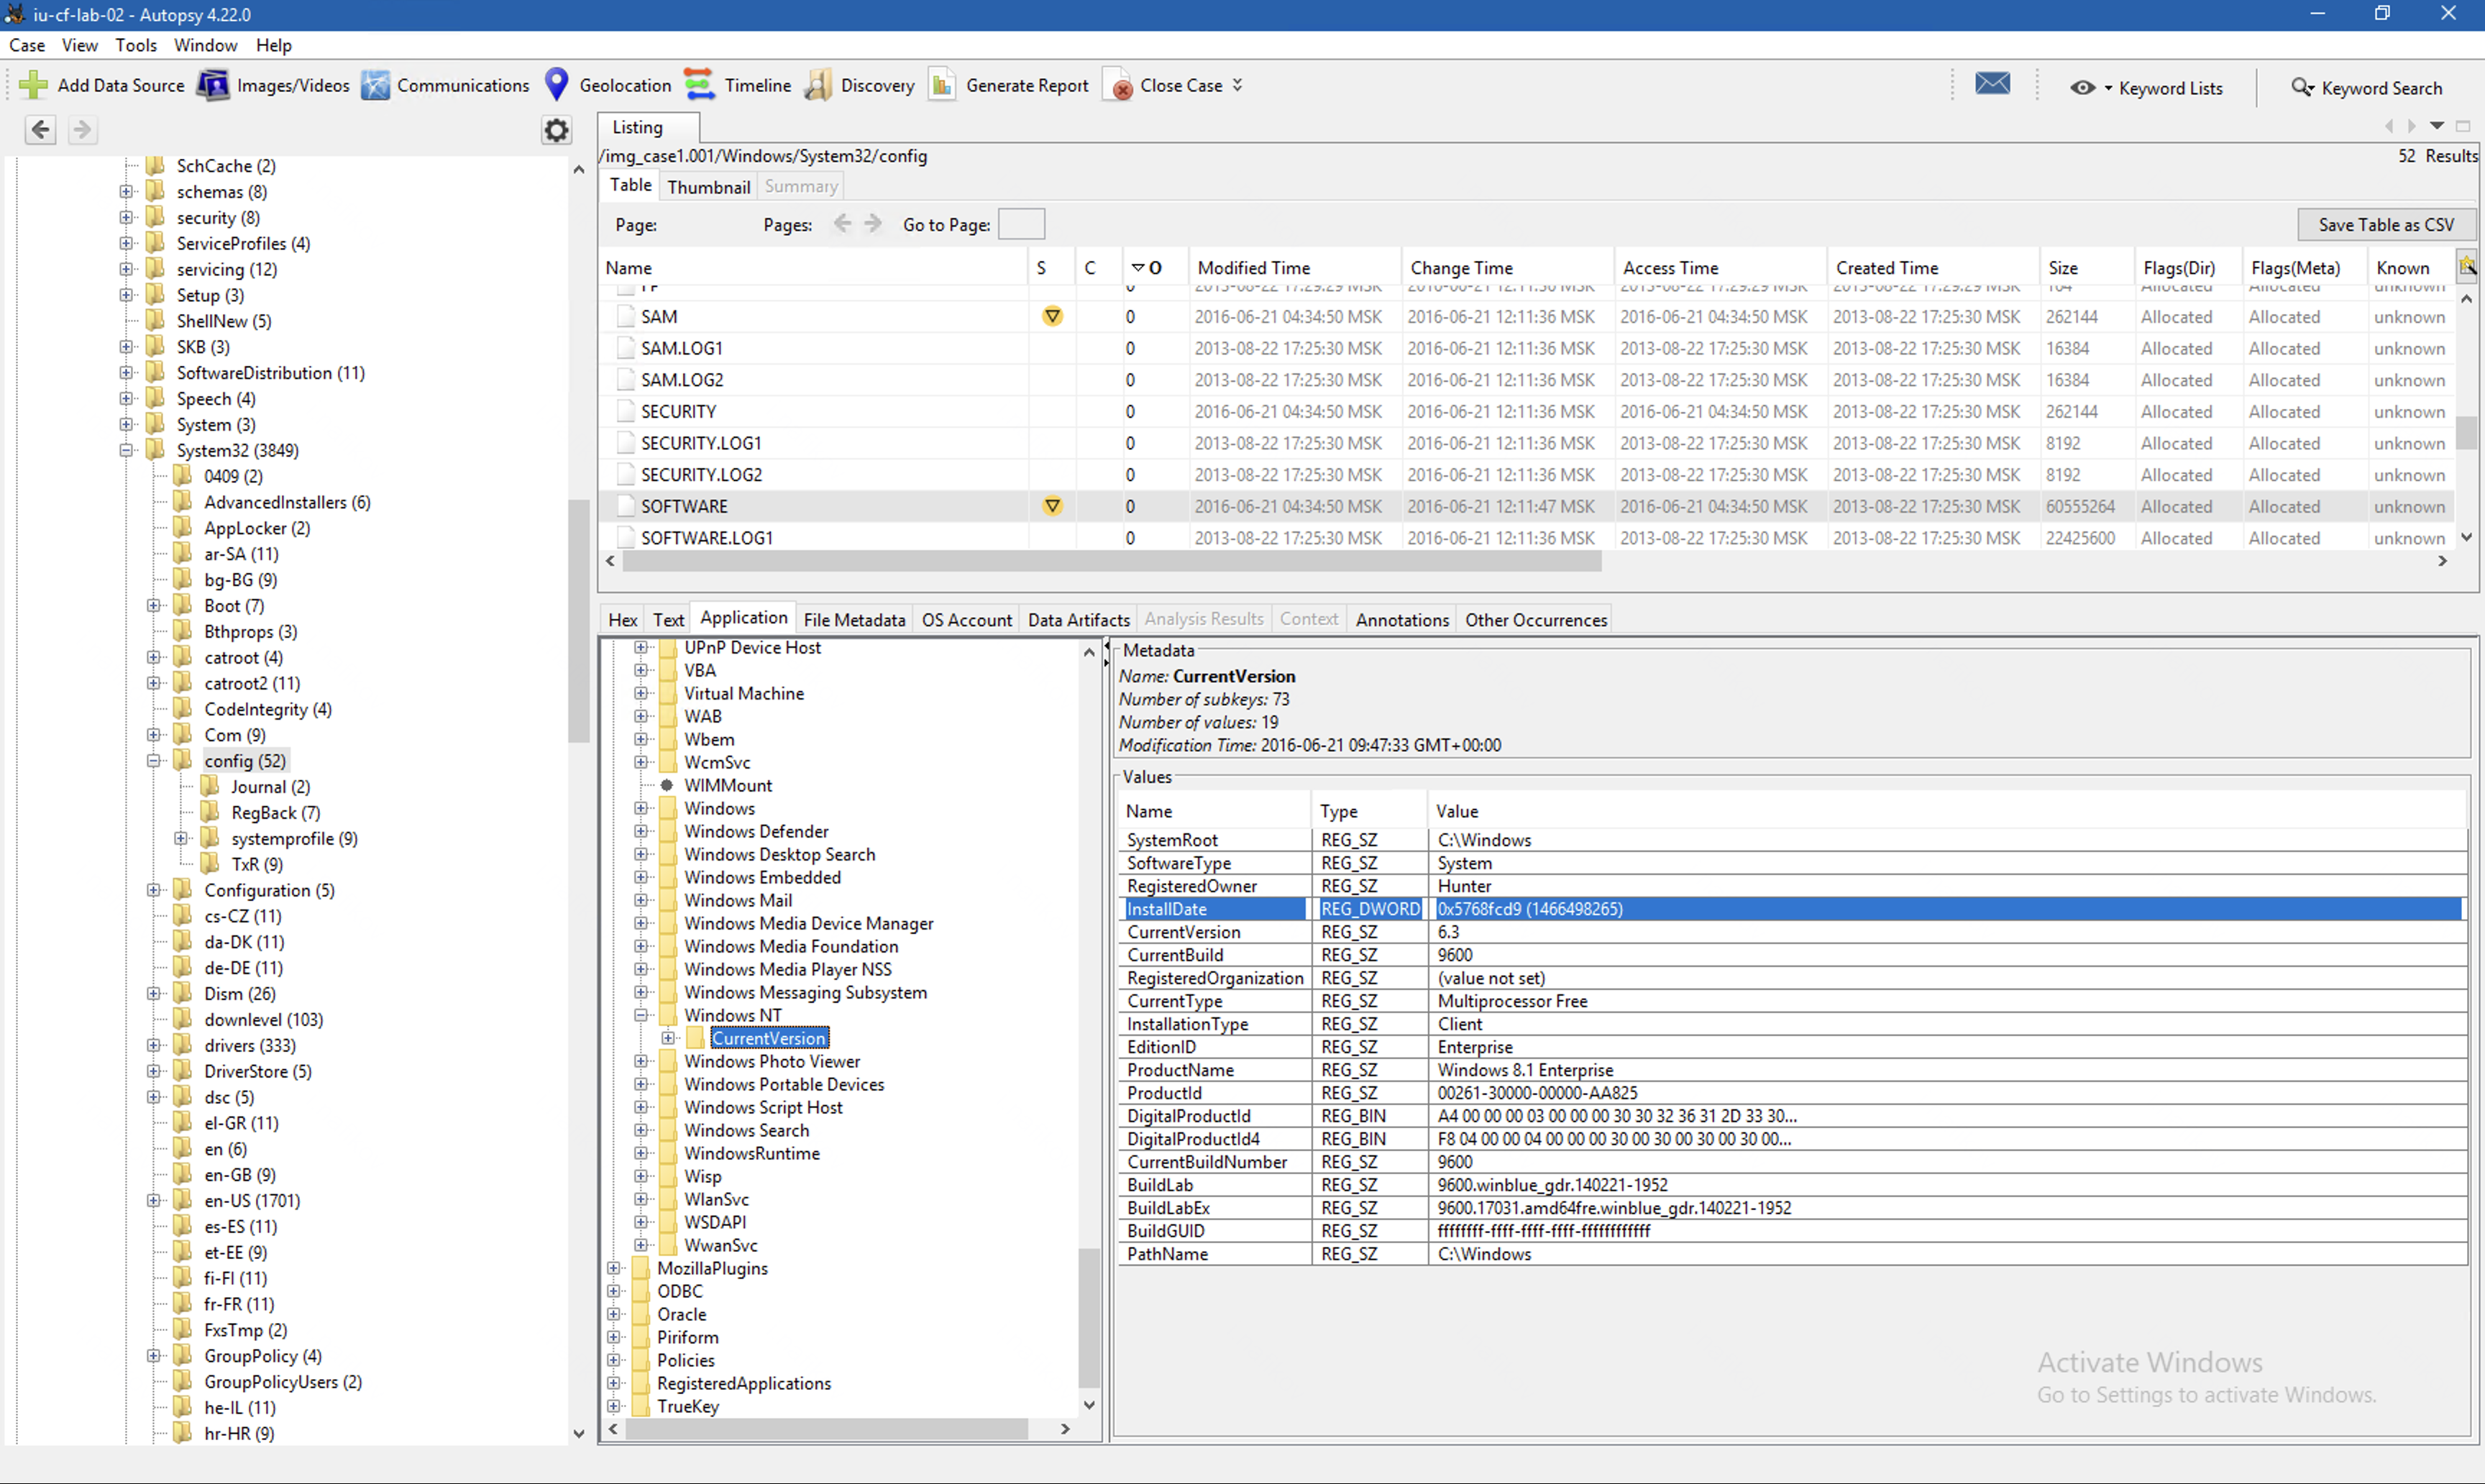 iu-cf-lab-02 - Autopsy 4.22.0
Case View Tools Window Help
Add Data Source Images/Videos Communications Geolocation Timeline Discovery Generate Report Close Case Keyword Lists Keyword Search
SchCache (2)
schemas (8)
security (8)
ServiceProfiles (4)
servicing (12)
Setup (3)
ShellNew (5)
SKB (3)
SoftwareDistribution (11)
Speech (4)
System (3)
System32 (3849)
0409 (2)
AdvancedInstallers (6)
AppLocker (2)
ar-SA (11)
bg-BG (9)
Boot (7)
Bthprops (3)
catroot (4)
catroot2 (11)
CodeIntegrity (4)
Com (9)
config (52)
Journal (2)
RegBack (7)
systemprofile (9)
TxR (9)
Configuration (5)
cs-CZ (11)
da-DK (11)
de-DE (11)
Dism (26)
downlevel (103)
drivers (333)
DriverStore (5)
dsc (5)
el-GR (11)
en (6)
en-GB (9)
en-US (1701)
es-ES (11)
et-EE (9)
fi-FI (11)
fr-FR (11)
FxsTmp (2)
GroupPolicy (4)
GroupPolicyUsers (2)
he-IL (11)
hr-HR (9)
Listing
/img_case1.001/Windows/System32/config 52 Results
Table Thumbnail Summary
Page: Pages: Go to Page: Save Table as CSV
Name S C O Modified Time Change Time Access Time Created Time Size Flags(Dir) Flags(Meta) Known
SAM 0 2016-06-21 04:34:50 MSK 2016-06-21 12:11:36 MSK 2016-06-21 04:34:50 MSK 2013-08-22 17:25:30 MSK 262144 Allocated Allocated unknown
SAM.LOG1 0 2013-08-22 17:25:30 MSK 2016-06-21 12:11:36 MSK 2013-08-22 17:25:30 MSK 2013-08-22 17:25:30 MSK 16384 Allocated Allocated unknown
SAM.LOG2 0 2013-08-22 17:25:30 MSK 2016-06-21 12:11:36 MSK 2013-08-22 17:25:30 MSK 2013-08-22 17:25:30 MSK 16384 Allocated Allocated unknown
SECURITY 0 2016-06-21 04:34:50 MSK 2016-06-21 12:11:36 MSK 2016-06-21 04:34:50 MSK 2013-08-22 17:25:30 MSK 262144 Allocated Allocated unknown
SECURITY.LOG1 0 2013-08-22 17:25:30 MSK 2016-06-21 12:11:36 MSK 2013-08-22 17:25:30 MSK 2013-08-22 17:25:30 MSK 8192 Allocated Allocated unknown
SECURITY.LOG2 0 2013-08-22 17:25:30 MSK 2016-06-21 12:11:36 MSK 2013-08-22 17:25:30 MSK 2013-08-22 17:25:30 MSK 8192 Allocated Allocated unknown
SOFTWARE 0 2016-06-21 04:34:50 MSK 2016-06-21 12:11:47 MSK 2016-06-21 04:34:50 MSK 2013-08-22 17:25:30 MSK 60555264 Allocated Allocated unknown
SOFTWARE.LOG1 0 2013-08-22 17:25:30 MSK 2016-06-21 12:11:36 MSK 2013-08-22 17:25:30 MSK 2013-08-22 17:25:30 MSK 22425600 Allocated Allocated unknown
Hex Text Application File Metadata OS Account Data Artifacts Analysis Results Context Annotations Other Occurrences
UPnP Device Host
VBA
Virtual Machine
WAB
Wbem
WcmSvc
WIMMount
Windows
Windows Defender
Windows Desktop Search
Windows Embedded
Windows Mail
Windows Media Device Manager
Windows Media Foundation
Windows Media Player NSS
Windows Messaging Subsystem
Windows NT
CurrentVersion
Windows Photo Viewer
Windows Portable Devices
Windows Script Host
Windows Search
WindowsRuntime
Wisp
WlanSvc
WSDAPI
WwanSvc
MozillaPlugins
ODBC
Oracle
Piriform
Policies
RegisteredApplications
TrueKey
Metadata
Name: CurrentVersion
Number of subkeys: 73
Number of values: 19
Modification Time: 2016-06-21 09:47:33 GMT+00:00
Values
Name Type Value
SystemRoot REG_SZ C:\Windows
SoftwareType REG_SZ System
RegisteredOwner REG_SZ Hunter
InstallDate REG_DWORD 0x5768fcd9 (1466498265)
CurrentVersion REG_SZ 6.3
CurrentBuild REG_SZ 9600
RegisteredOrganization REG_SZ (value not set)
CurrentType REG_SZ Multiprocessor Free
InstallationType REG_SZ Client
EditionID REG_SZ Enterprise
ProductName REG_SZ Windows 8.1 Enterprise
ProductId REG_SZ 00261-30000-00000-AA825
DigitalProductId REG_BIN A4 00 00 00 03 00 00 00 30 30 32 36 31 2D 33 30...
DigitalProductId4 REG_BIN F8 04 00 00 04 00 00 00 30 00 30 00 30 00 30 00...
CurrentBuildNumber REG_SZ 9600
BuildLab REG_SZ 9600.winblue_gdr.140221-1952
BuildLabEx REG_SZ 9600.17031.amd64fre.winblue_gdr.140221-1952
BuildGUID REG_SZ ffffffff-ffff-ffff-ffff-ffffffffffff
PathName REG_SZ C:\Windows
Activate Windows
Go to Settings to activate Windows.